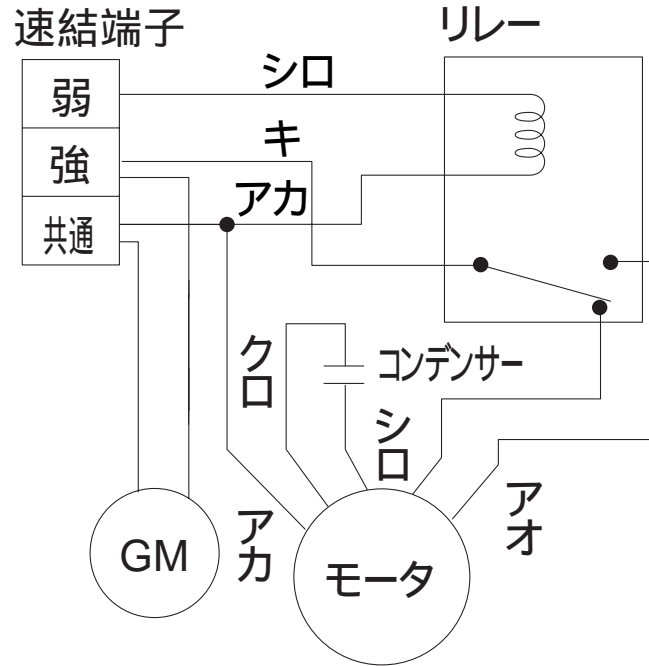 速結端子
リレー
弱
シロ
強
キ
共通
アカ
クロ
コンデンサー
シロ
アカ
アオ
GM
モータ